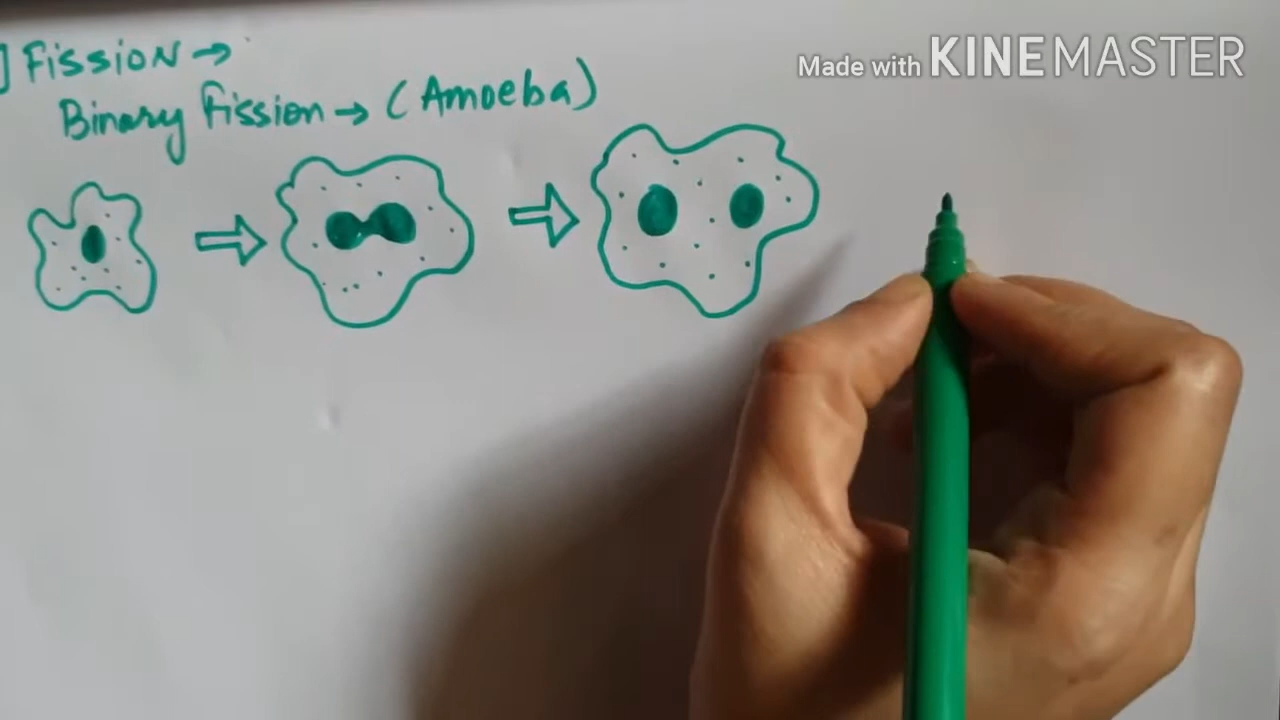 ] Fission →
Binary Fission → (Amoeba)
Made with KINEMASTER